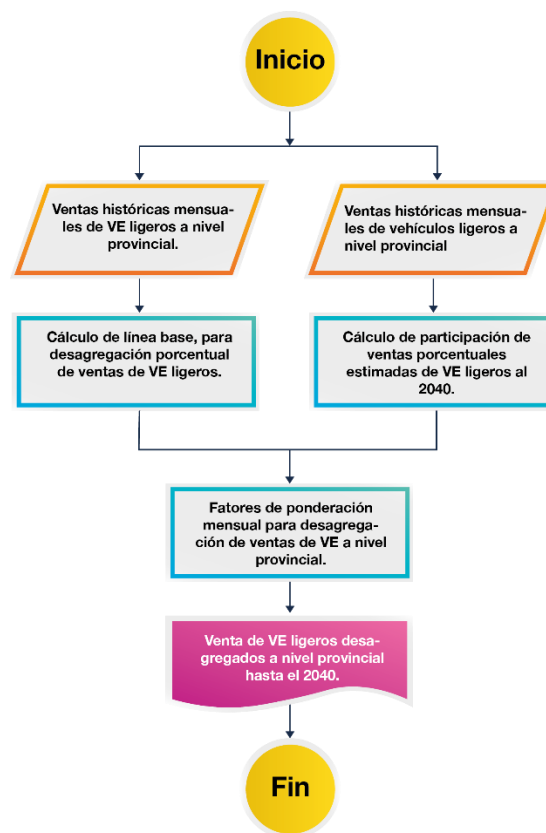 Inicio
Ventas históricas mensua-
les de VE ligeros a nivel
provincial.
Ventas históricas mensua-
les de vehículos ligeros a
nivel provincial
Cálculo de línea base, para
desagregación porcentual
de ventas de VE ligeros.
Cálculo de participación de
ventas porcentuales
estimadas de VE ligeros al
2040.
Fatores de ponderación
mensual para desagrega-
ción de ventas de VE a nivel
provincial.
Venta de VE ligeros desa-
gregados a nivel provincial
hasta el 2040.
Fin